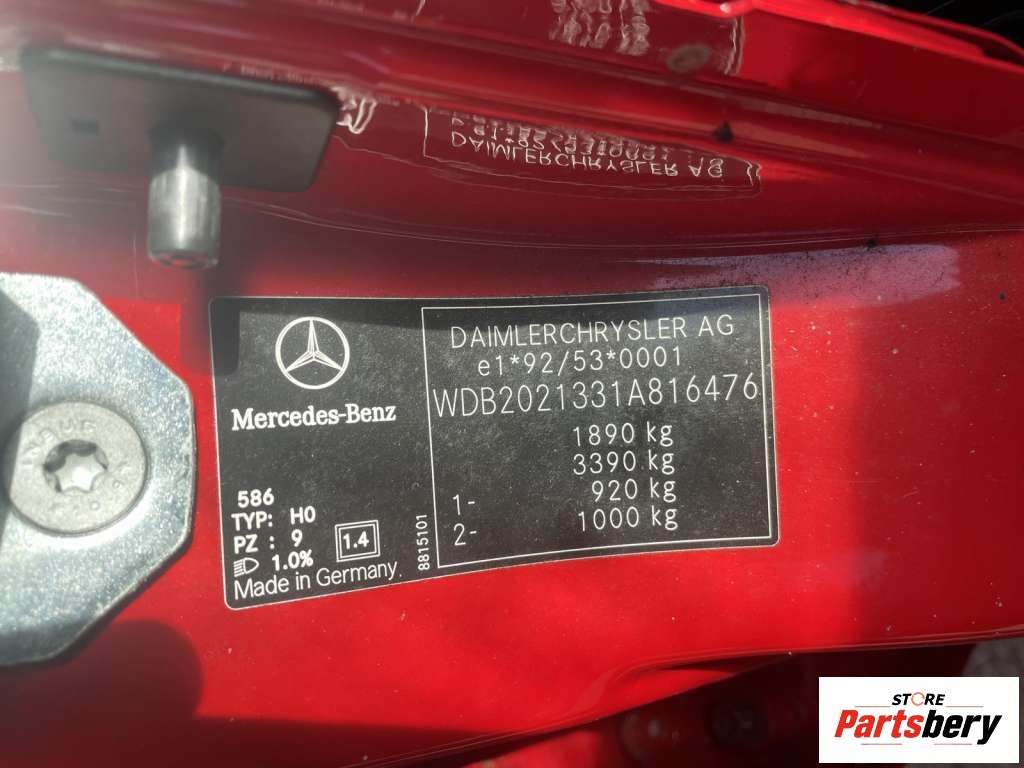 DAIMLERCHRYSLER AG
e1*92/53*0001
WDB2021331A816476
1890 kg
3390 kg
1- 920 kg
2- 1000 kg
Mercedes-Benz
586
TYP: H0
PZ : 9
1.0%
1.4
8815101
Made in Germany.
DAIMLERCHRYSLER AG
STORE
Partsbery